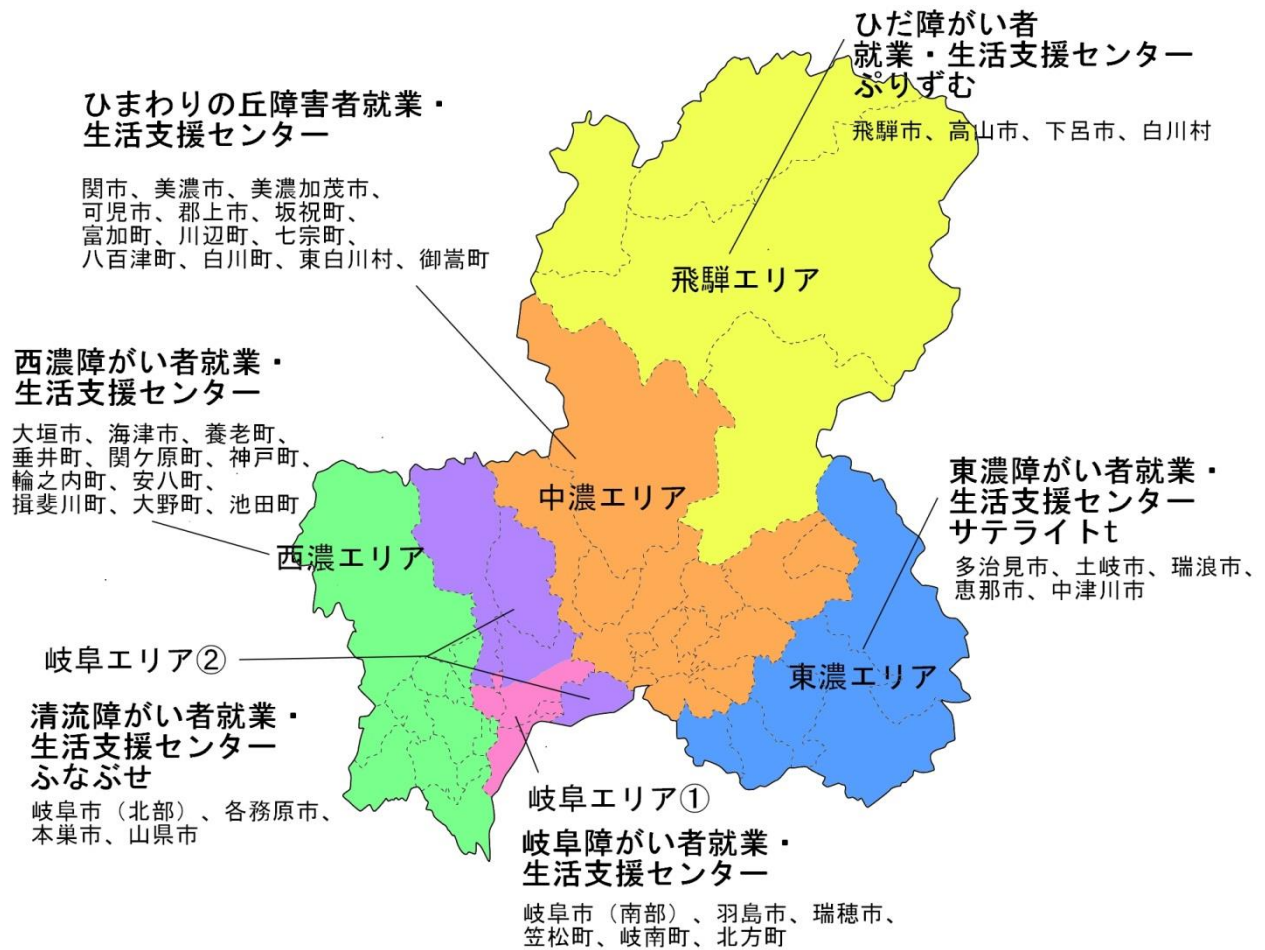 ひだ障がい者
就業・生活支援センター
ぷりずむ
飛騨市、高山市、下呂市、白川村
ひまわりの丘障害者就業・
生活支援センター
関市、美濃市、美濃加茂市、
可児市、郡上市、坂祝町、
富加町、川辺町、七宗町、
八百津町、白川町、東白川村、御嵩町
飛騨エリア
西濃障がい者就業・
生活支援センター
大垣市、海津市、養老町、
垂井町、関ケ原町、神戸町、
輪之内町、安八町、
揖斐川町、大野町、池田町
中濃エリア
東濃障がい者就業・
生活支援センター
サテライトt
多治見市、土岐市、瑞浪市、
恵那市、中津川市
西濃エリア
岐阜エリア②
東濃エリア
清流障がい者就業・
生活支援センター
ふなぶせ
岐阜市（北部）、各務原市、
本巣市、山県市
岐阜エリア①
岐阜障がい者就業・
生活支援センター
岐阜市（南部）、羽島市、瑞穂市、
笠松町、岐南町、北方町